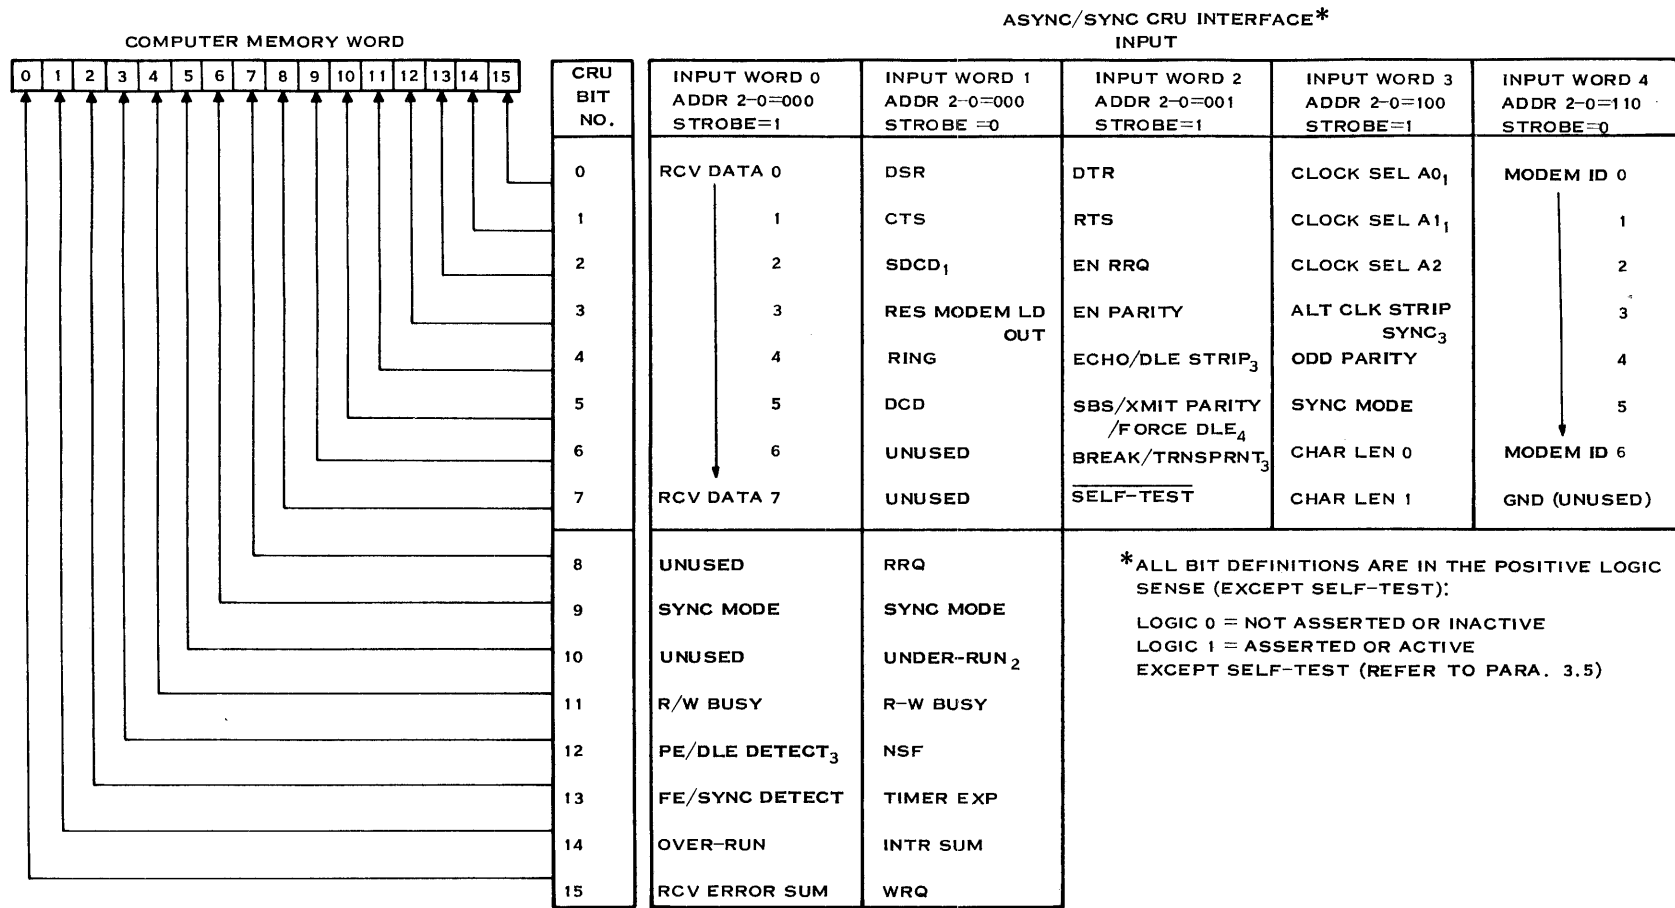 ASYNC/SYNC CRU INTERFACE*
INPUT
COMPUTER MEMORY WORD
0 1 2 3 4 5 6 7 8 9 10 11 12 13 14 15
CRU BIT NO.
INPUT WORD 0 ADDR 2-0=000 STROBE=1
INPUT WORD 1 ADDR 2-0=000 STROBE =0
INPUT WORD 2 ADDR 2-0=001 STROBE=1
INPUT WORD 3 ADDR 2-0=100 STROBE=1
INPUT WORD 4 ADDR 2-0=110 STROBE=0
0 RCV DATA 0 DSR DTR CLOCK SEL A0₁ MODEM ID 0
1 1 CTS RTS CLOCK SEL A1₁ 1
2 2 SDCD₁ EN RRQ CLOCK SEL A2 2
3 3 RES MODEM LD OUT EN PARITY ALT CLK STRIP SYNC₃ 3
4 4 RING ECHO/DLE STRIP₃ ODD PARITY 4
5 5 DCD SBS/XMIT PARITY /FORCE DLE₄ SYNC MODE 5
6 6 UNUSED BREAK/TRNSPRNT₃ CHAR LEN 0 MODEM ID 6
7 RCV DATA 7 UNUSED SELF-TEST CHAR LEN 1 GND (UNUSED)
8 UNUSED RRQ
9 SYNC MODE SYNC MODE
10 UNUSED UNDER-RUN₂
11 R/W BUSY R-W BUSY
12 PE/DLE DETECT₃ NSF
13 FE/SYNC DETECT TIMER EXP
14 OVER-RUN INTR SUM
15 RCV ERROR SUM WRQ
*ALL BIT DEFINITIONS ARE IN THE POSITIVE LOGIC
SENSE (EXCEPT SELF-TEST):
LOGIC 0 = NOT ASSERTED OR INACTIVE
LOGIC 1 = ASSERTED OR ACTIVE
EXCEPT SELF-TEST (REFER TO PARA. 3.5)